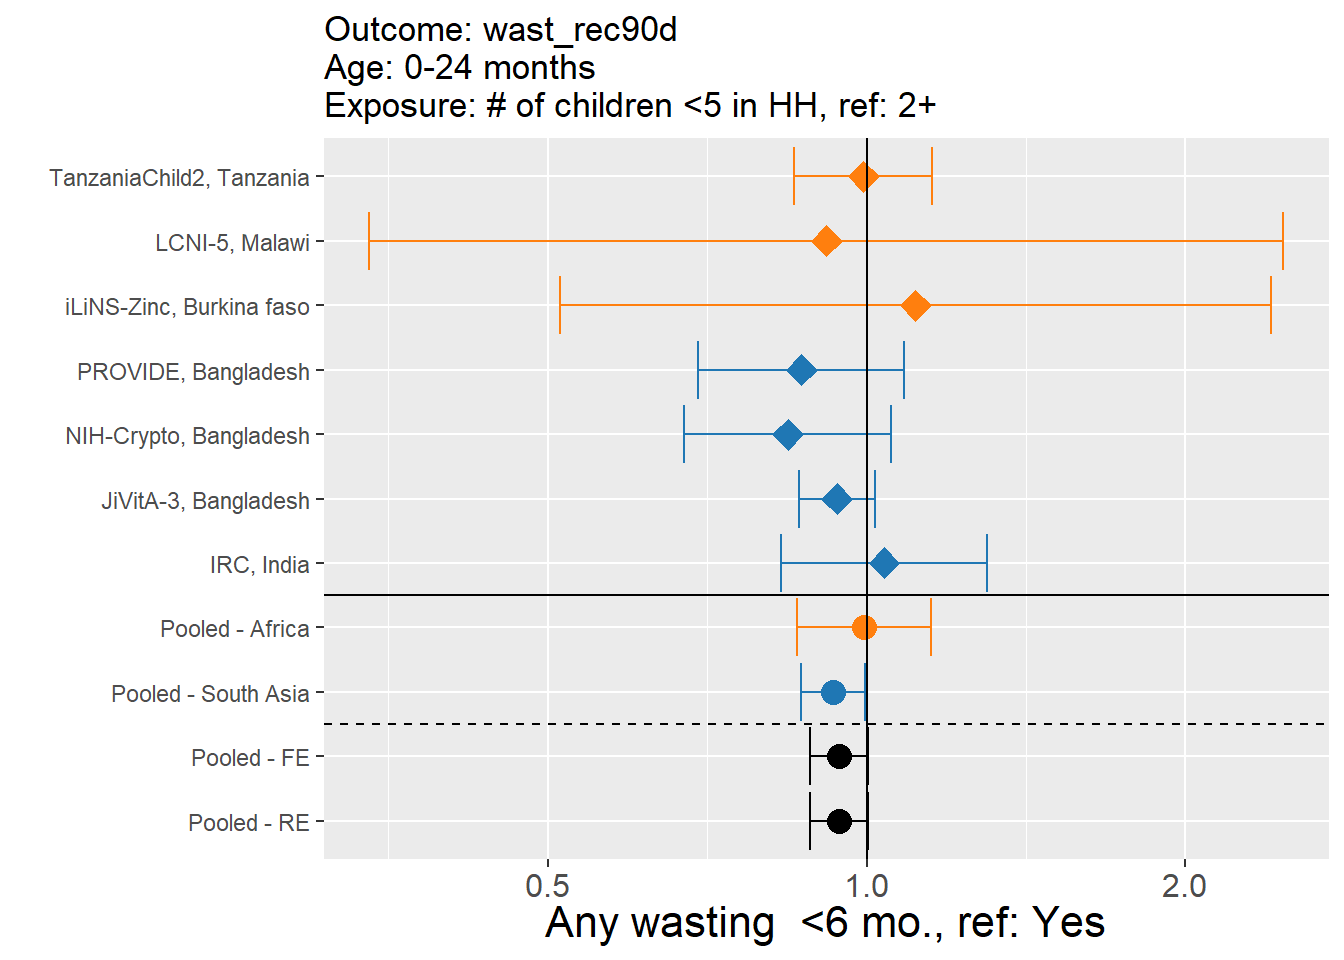 Outcome: wast_rec90d
Age: 0-24 months
Exposure: # of children <5 in HH, ref: 2+
TanzaniaChild2, Tanzania
LCNI-5, Malawi
iLiNS-Zinc, Burkina faso
PROVIDE, Bangladesh
NIH-Crypto, Bangladesh
JiVitA-3, Bangladesh
IRC, India
Pooled - Africa
Pooled - South Asia
Pooled - FE
Pooled - RE
0.5 1.0 2.0
Any wasting  <6 mo., ref: Yes